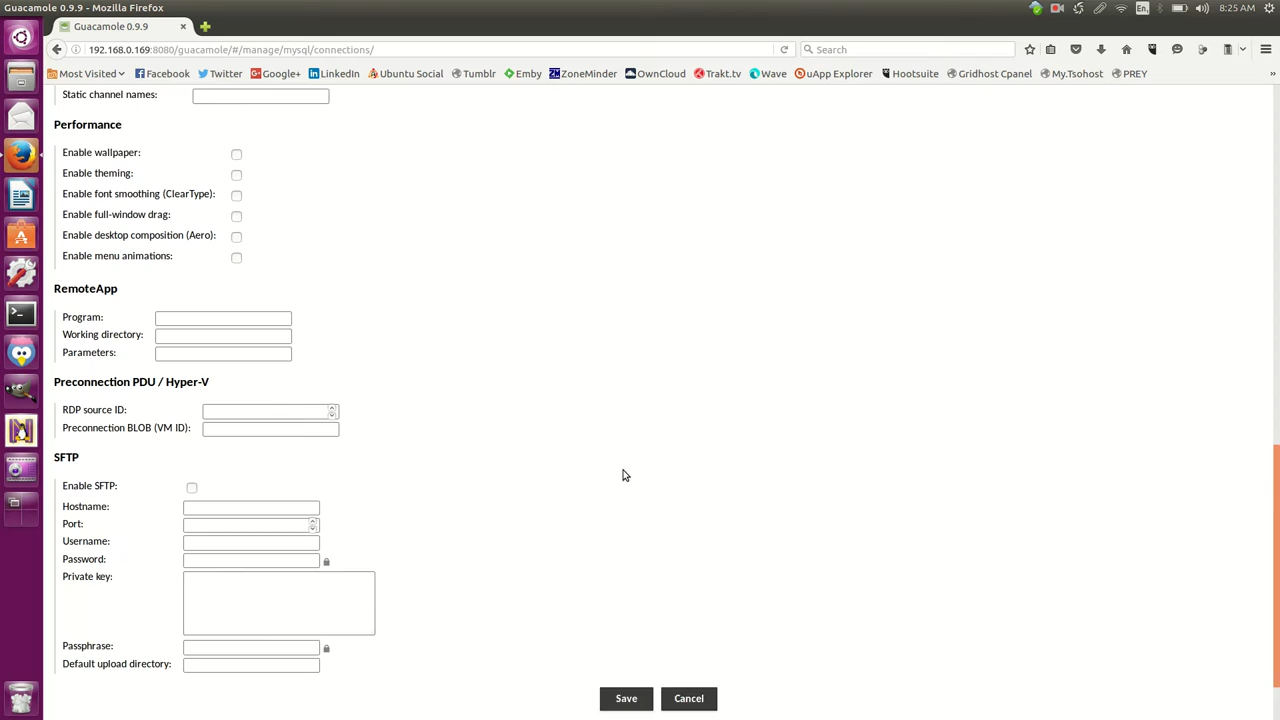 Guacamole 0.9.9 - Mozilla Firefox
En
8:25 AM
Guacamole 0.9.9
192.168.0.169:8080/guacamole/#/manage/mysql/connections/
Search
Most Visited
Facebook
Twitter
Google+
LinkedIn
Ubuntu Social
Tumblr
Emby
ZoneMinder
OwnCloud
Trakt.tv
Wave
uApp Explorer
Hootsuite
Gridhost Cpanel
My.Tsohost
PREY
Static channel names:
Performance
Enable wallpaper:
Enable theming:
Enable font smoothing (ClearType):
Enable full-window drag:
Enable desktop composition (Aero):
Enable menu animations:
RemoteApp
Program:
Working directory:
Parameters:
Preconnection PDU / Hyper-V
RDP source ID:
Preconnection BLOB (VM ID):
SFTP
Enable SFTP:
Hostname:
Port:
Username:
Password:
Private key:
Passphrase:
Default upload directory:
Save
Cancel